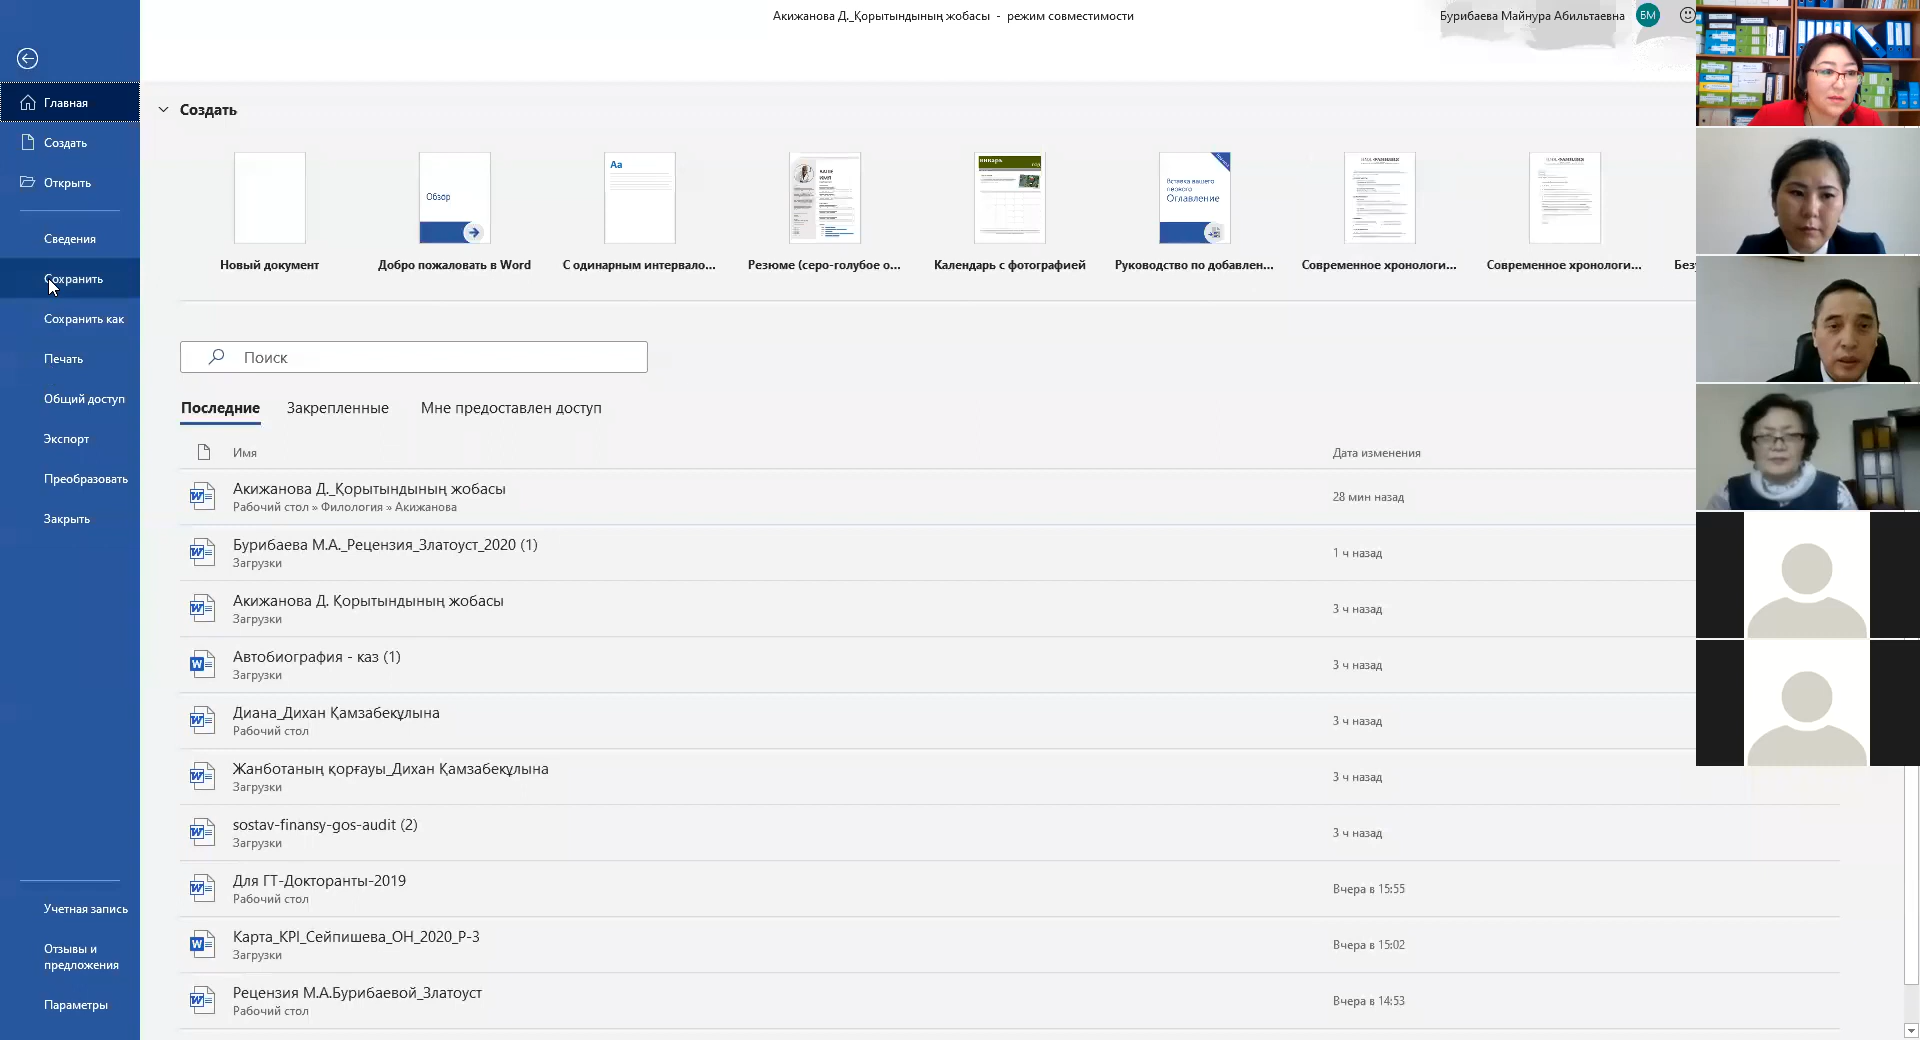 Акижанова Д._Қорытындының жобасы - режим совместимости
Бурибаева Майнура Абильтаевна
БМ
Главная
Создать
Открыть
Сведения
Сохранить
Сохранить как
Печать
Общий доступ
Экспорт
Преобразовать
Закрыть
Учетная запись
Отзывы и
предложения
Параметры
Создать
Обзор
Aa
Вставка вашего
первого
Оглавление
Новый документ
Добро пожаловать в Word
С одинарным интервало...
Резюме (серо-голубое о...
Календарь с фотографией
Руководство по добавлен...
Современное хронологи...
Современное хронологи...
Поиск
Последние
Закрепленные
Мне предоставлен доступ
Имя
Дата изменения
Акижанова Д._Қорытындының жобасы
28 мин назад
Рабочий стол » Филология » Акижанова
Бурибаева М.А._Рецензия_Златоуст_2020 (1)
1 ч назад
Загрузки
Акижанова Д. Қорытындының жобасы
3 ч назад
Загрузки
Автобиография - каз (1)
3 ч назад
Загрузки
Диана_Дихан Қамзабекұлына
3 ч назад
Рабочий стол
Жанботаның қорғауы_Дихан Қамзабекұлына
3 ч назад
Загрузки
sostav-finansy-gos-audit (2)
3 ч назад
Загрузки
Для ГТ-Докторанты-2019
Вчера в 15:55
Рабочий стол
Карта_KPI_Сейпишева_ОН_2020_Р-3
Вчера в 15:02
Загрузки
Рецензия М.А.Бурибаевой_Златоуст
Вчера в 14:53
Рабочий стол